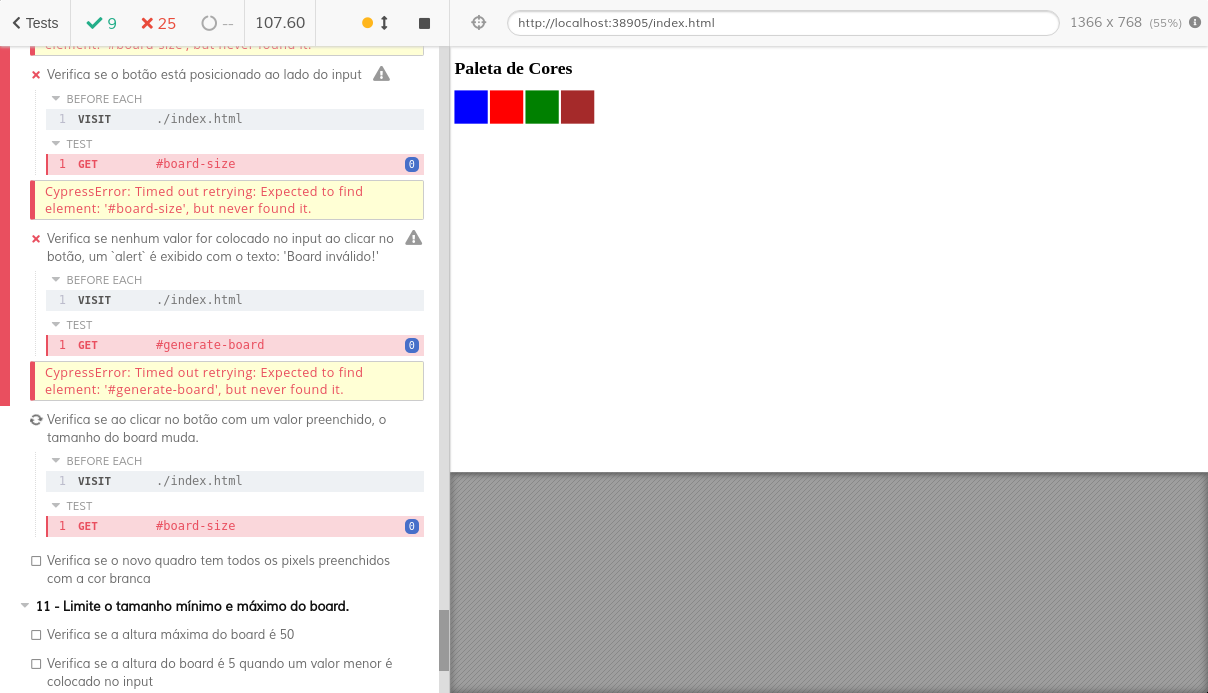 Tests
9
25
--
107.60
http://localhost:38905/index.html
1366 x 768 (55%)
element: '#board-size', but never found it.
Verifica se o botão está posicionado ao lado do input
BEFORE EACH
1 VISIT ./index.html
TEST
1 GET #board-size 0
CypressError: Timed out retrying: Expected to find
element: '#board-size', but never found it.
Verifica se nenhum valor for colocado no input ao clicar no
botão, um `alert` é exibido com o texto: 'Board inválido!'
BEFORE EACH
1 VISIT ./index.html
TEST
1 GET #generate-board 0
CypressError: Timed out retrying: Expected to find
element: '#generate-board', but never found it.
Verifica se ao clicar no botão com um valor preenchido, o
tamanho do board muda.
BEFORE EACH
1 VISIT ./index.html
TEST
1 GET #board-size 0
Verifica se o novo quadro tem todos os pixels preenchidos
com a cor branca
11 - Limite o tamanho mínimo e máximo do board.
Verifica se a altura máxima do board é 50
Verifica se a altura do board é 5 quando um valor menor é
colocado no input
Paleta de Cores